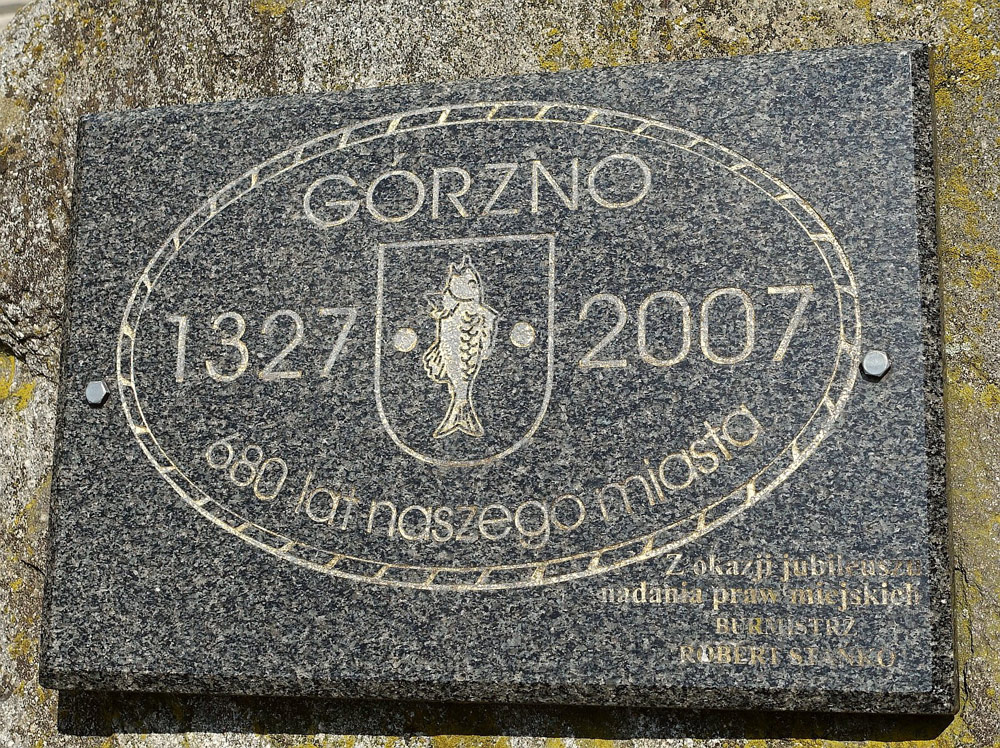 GÓRZNO
1327 2007
680 lat naszego miasta
Z okazji jubileuszu
nadania praw miejskich
BURMISTRZ
ROBERT STAŃKO